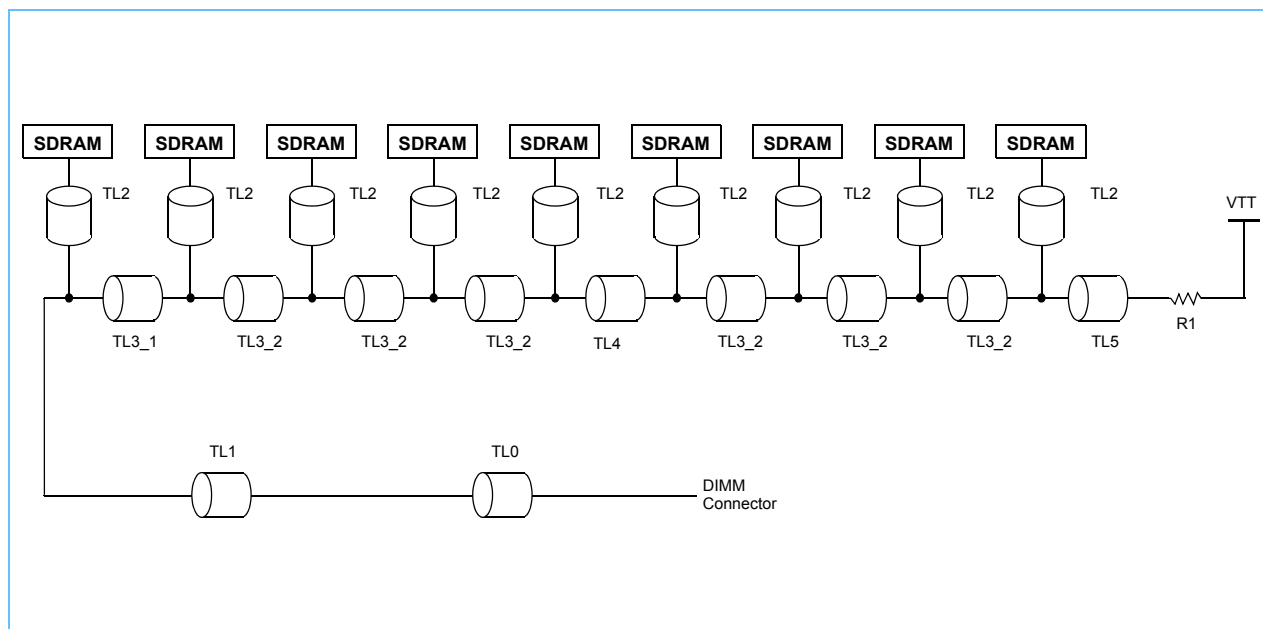 SDRAM SDRAM SDRAM SDRAM SDRAM SDRAM SDRAM SDRAM SDRAM
TL2 TL2 TL2 TL2 TL2 TL2 TL2 TL2 TL2
VTT
R1
TL3_1 TL3_2 TL3_2 TL3_2 TL4 TL3_2 TL3_2 TL3_2 TL5
TL1 TL0
DIMM
Connector